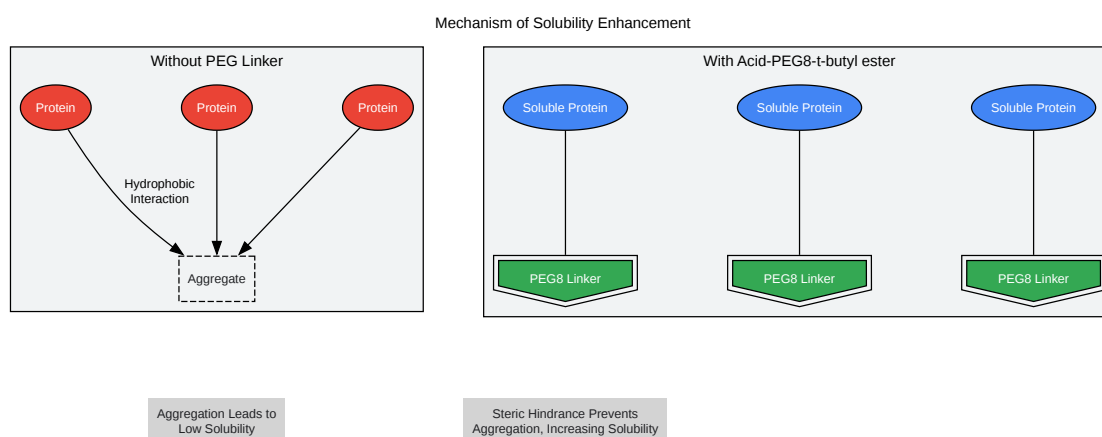 Mechanism of Solubility Enhancement
Without PEG Linker
Protein
Protein
Protein
Hydrophobic
Interaction
Aggregate
With Acid-PEG8-t-butyl ester
Soluble Protein
Soluble Protein
Soluble Protein
PEG8 Linker
PEG8 Linker
PEG8 Linker
Aggregation Leads to
Low Solubility
Steric Hindrance Prevents
Aggregation, Increasing Solubility